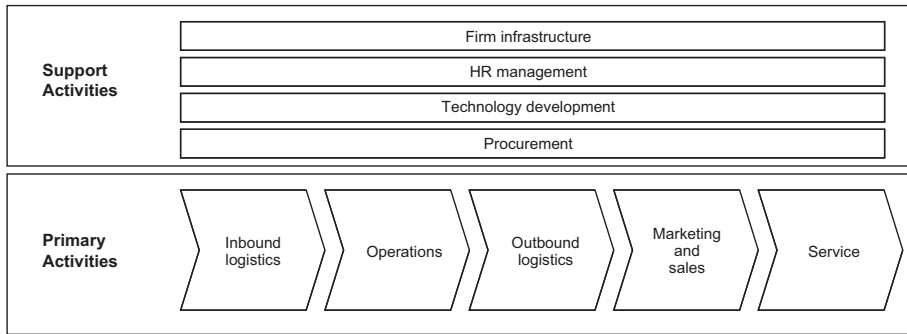 Support
Activities
Firm infrastructure
HR management
Technology development
Procurement
Primary
Activities
Inbound
logistics
Operations
Outbound
logistics
Marketing
and
sales
Service